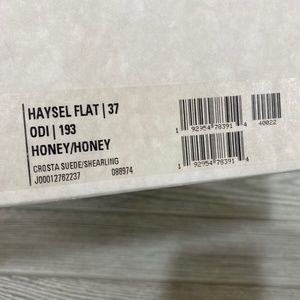 HAYSEL FLAT | 37
ODI | 193
HONEY/HONEY
CROSTA SUEDE/SHEARLING
J00012762237 088974
1 92954 78391 4
40022
1 92954 78391 4